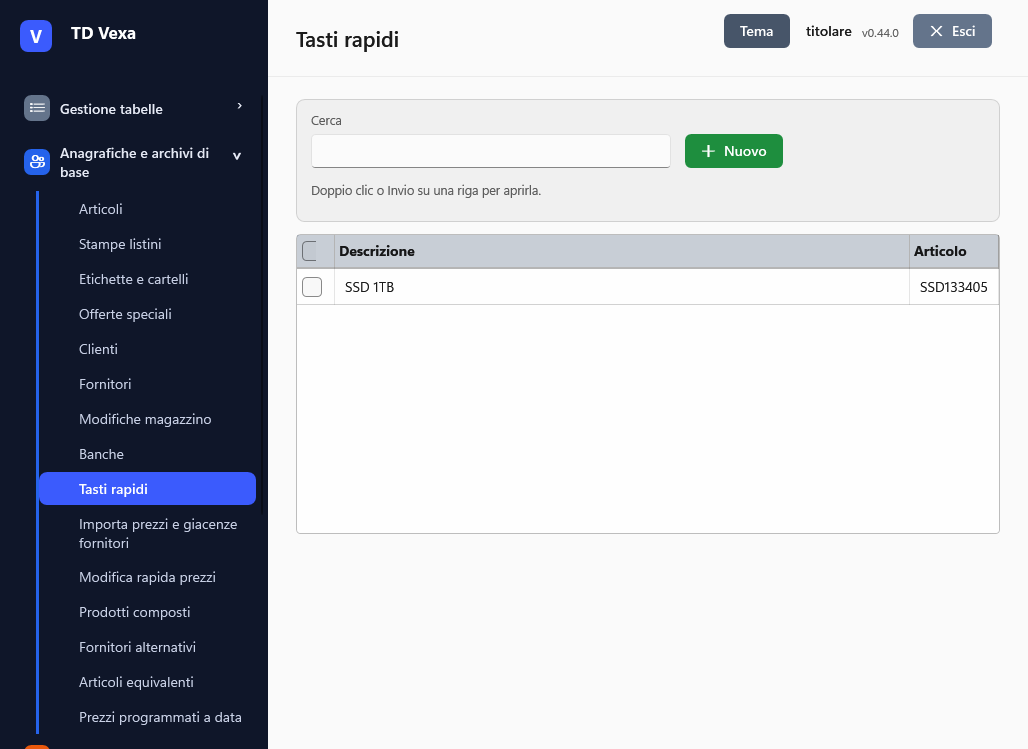 V
TD Vexa
Gestione tabelle
Anagrafiche e archivi di
base
Articoli
Stampe listini
Etichette e cartelli
Offerte speciali
Clienti
Fornitori
Modifiche magazzino
Banche
Tasti rapidi
Importa prezzi e giacenze
fornitori
Modifica rapida prezzi
Prodotti composti
Fornitori alternativi
Articoli equivalenti
Prezzi programmati a data
Tasti rapidi
Tema
titolare
v0.44.0
Esci
Cerca
Nuovo
Doppio clic o Invio su una riga per aprirla.
Descrizione
Articolo
SSD 1TB
SSD133405